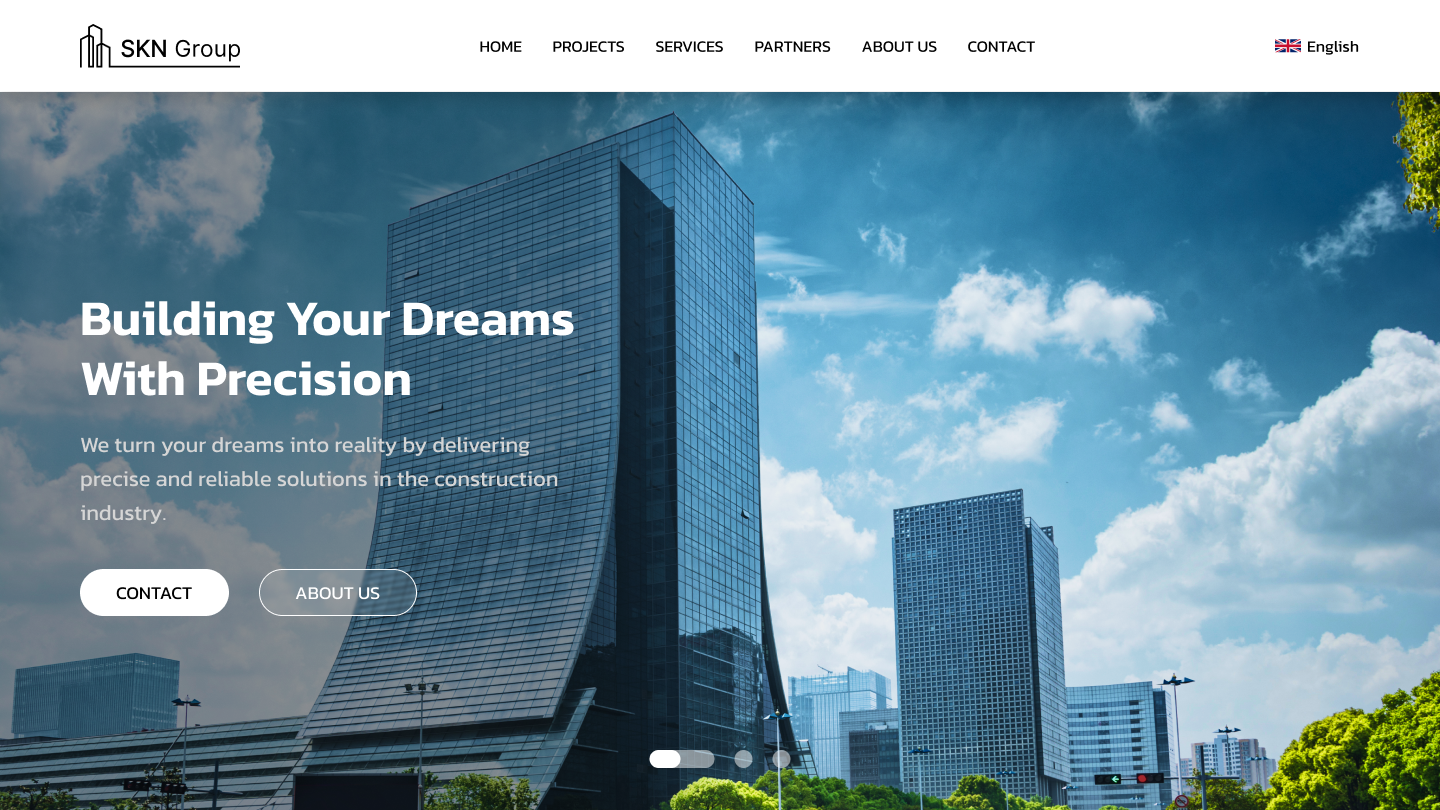 SKN Group
HOME PROJECTS SERVICES PARTNERS ABOUT US CONTACT
English
Building Your Dreams
With Precision
We turn your dreams into reality by delivering
precise and reliable solutions in the construction
industry.
CONTACT
ABOUT US